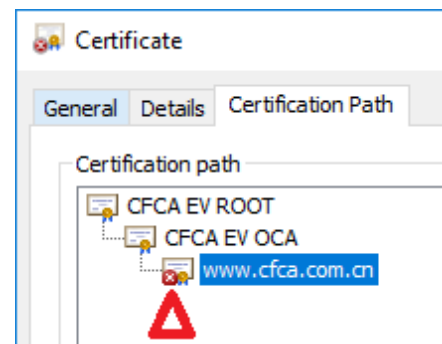 Certificate
General Details Certification Path
Certification path
CFCA EV ROOT
CFCA EV OCA
www.cfca.com.cn